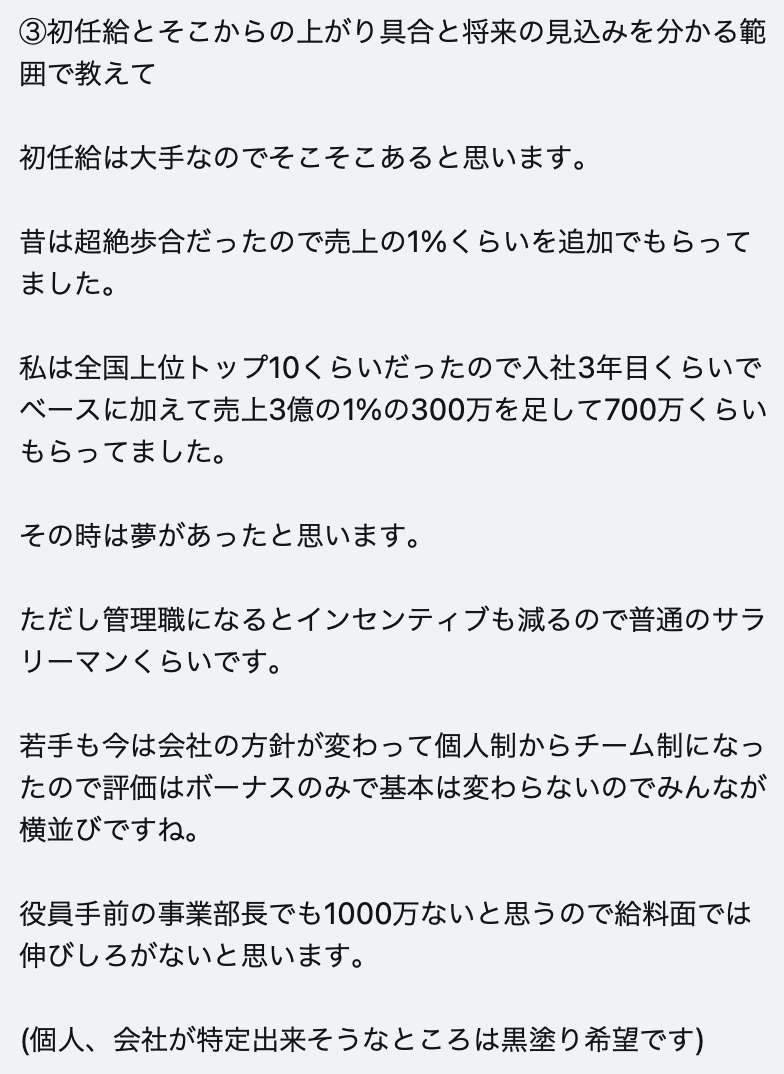 ③初任給とそこからの上がり具合と将来の見込みを分かる範
囲で教えて
初任給は大手なのでそこそこあると思います。
昔は超絶歩合だったので売上の1%くらいを追加でもらって
ました。
私は全国上位トップ10くらいだったので入社3年目くらいで
ベースに加えて売上3億の1%の300万を足して700万くらい
もらってました。
その時は夢があったと思います。
ただし管理職になるとインセンティブも減るので普通のサラ
リーマンくらいです。
若手も今は会社の方針が変わって個人制からチーム制になっ
たので評価はボーナスのみで基本は変わらないのでみんなが
横並びですね。
役員手前の事業部長でも1000万ないと思うので給料面では
伸びしろがないと思います。
(個人、会社が特定出来そうなところは黒塗り希望です)